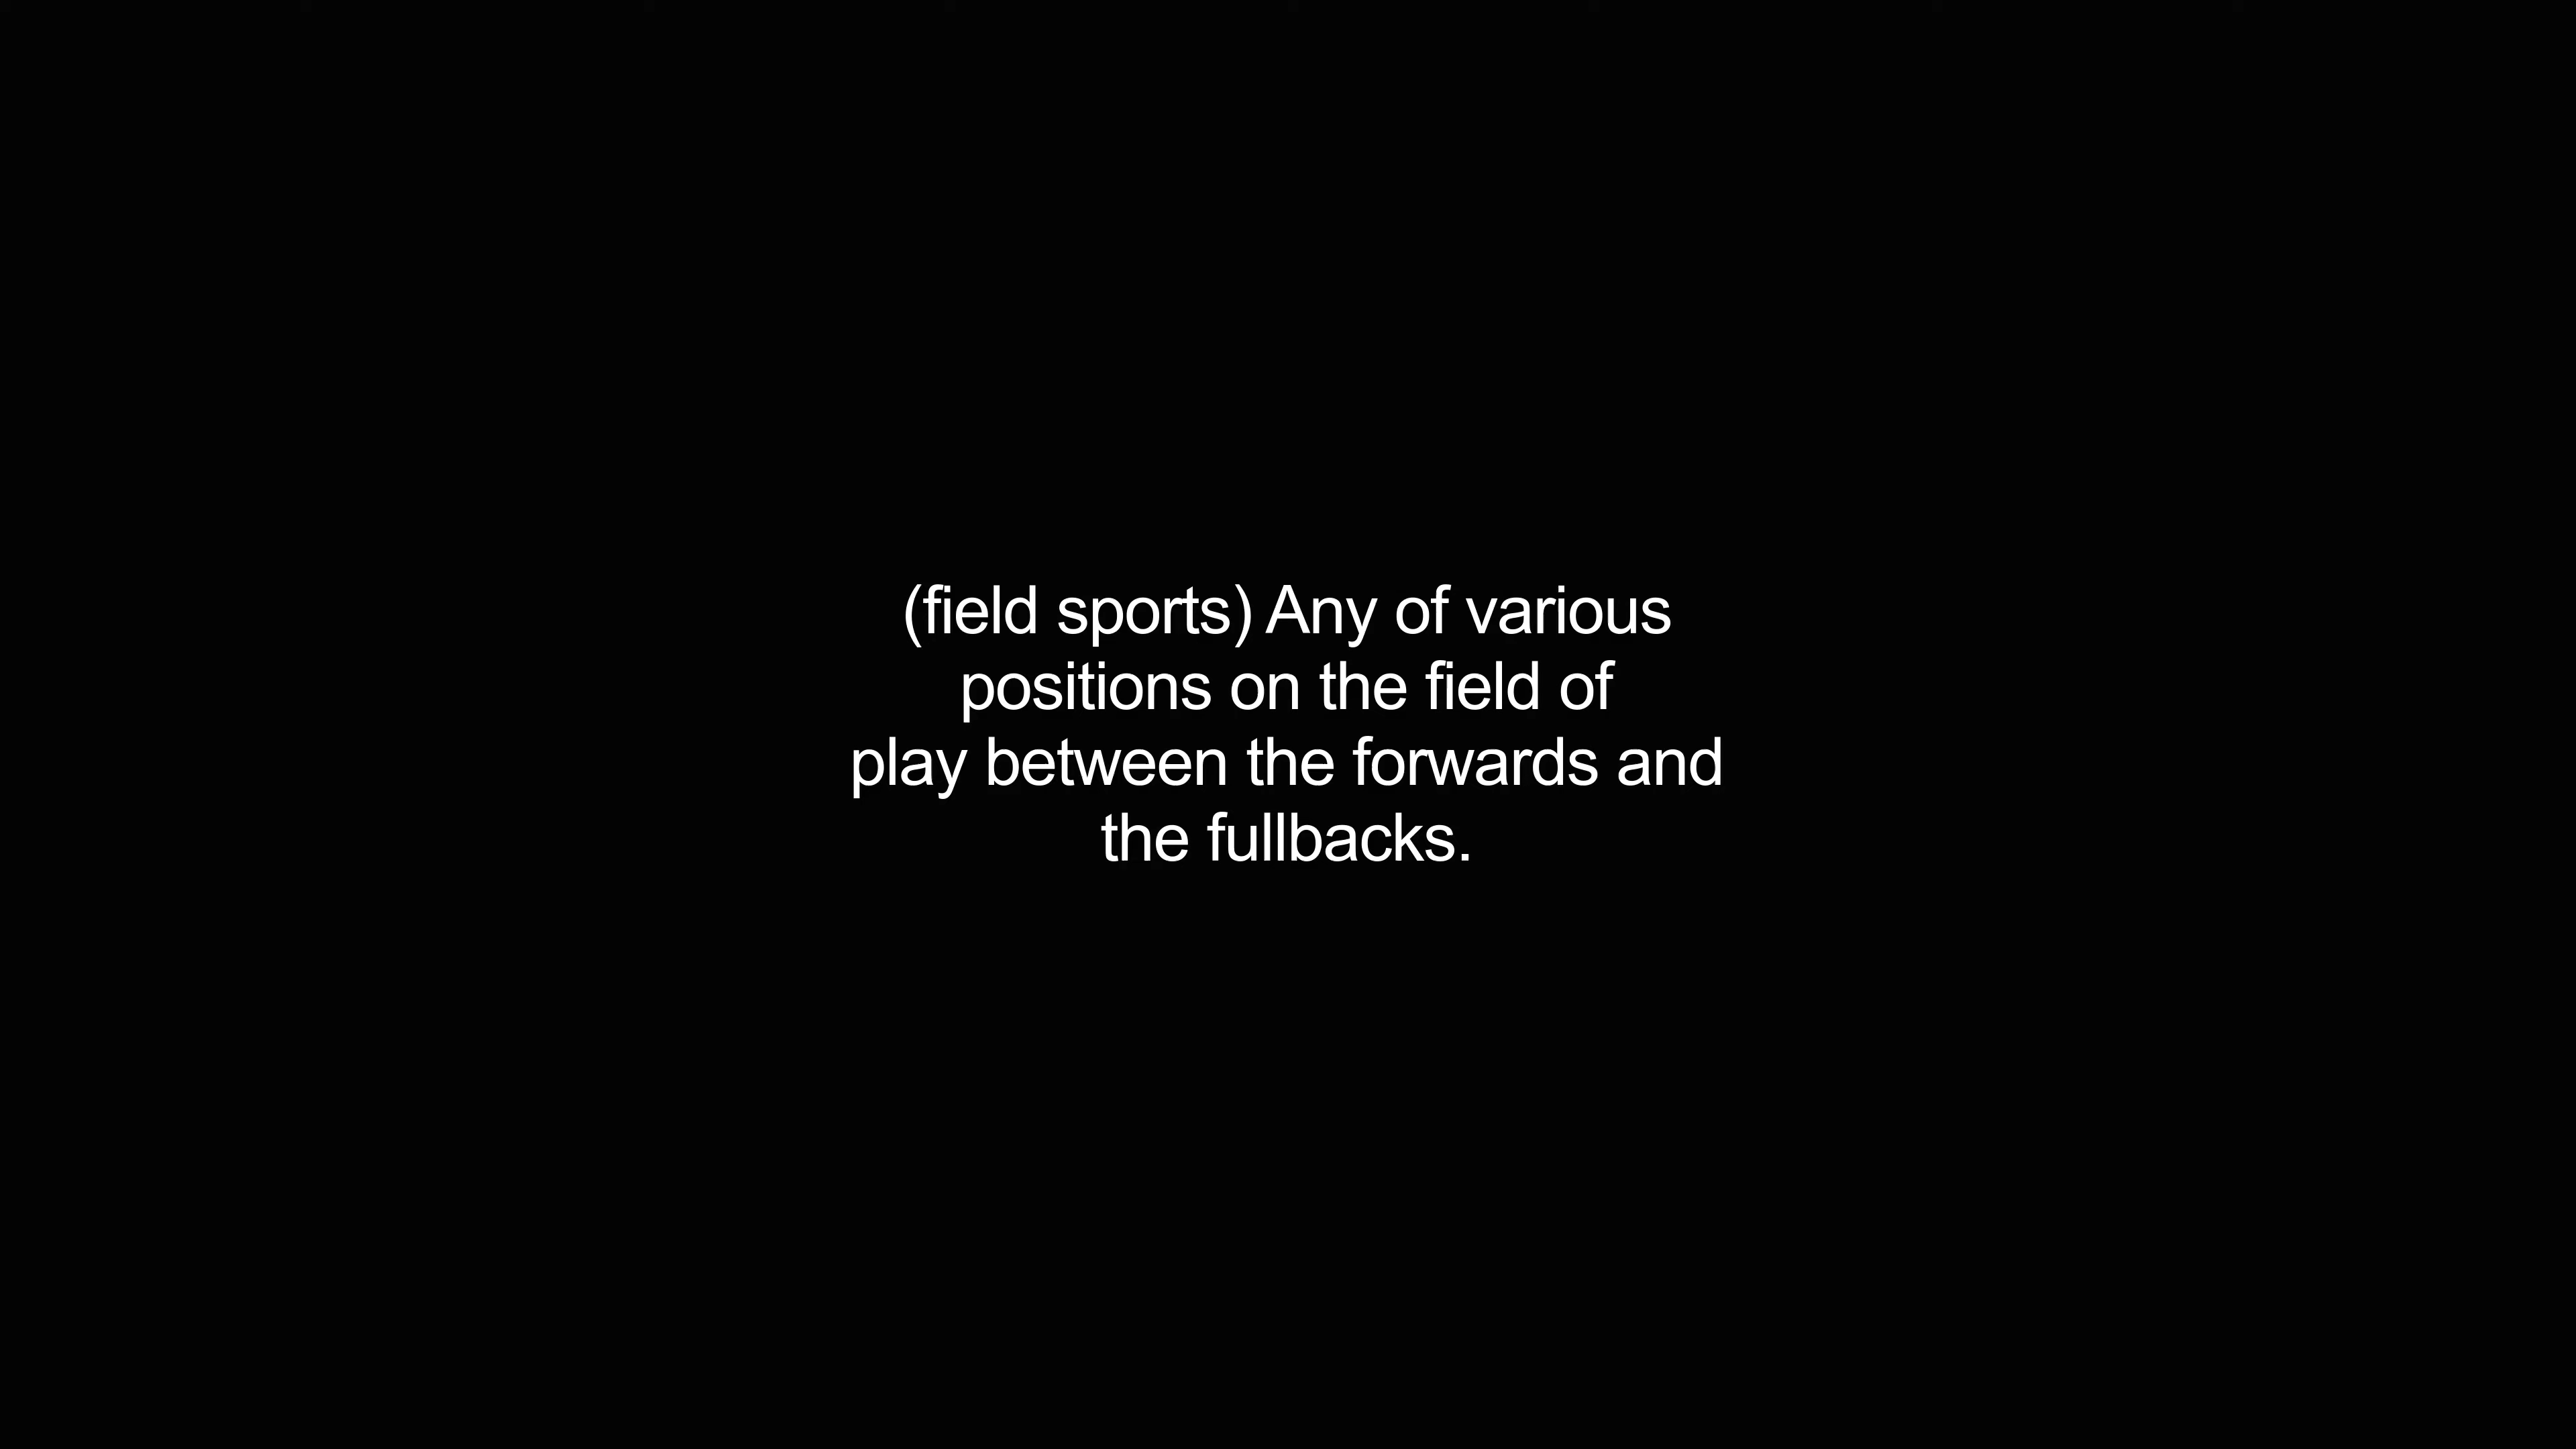 (field sports) Any of various
positions on the field of
play between the forwards and
the fullbacks.